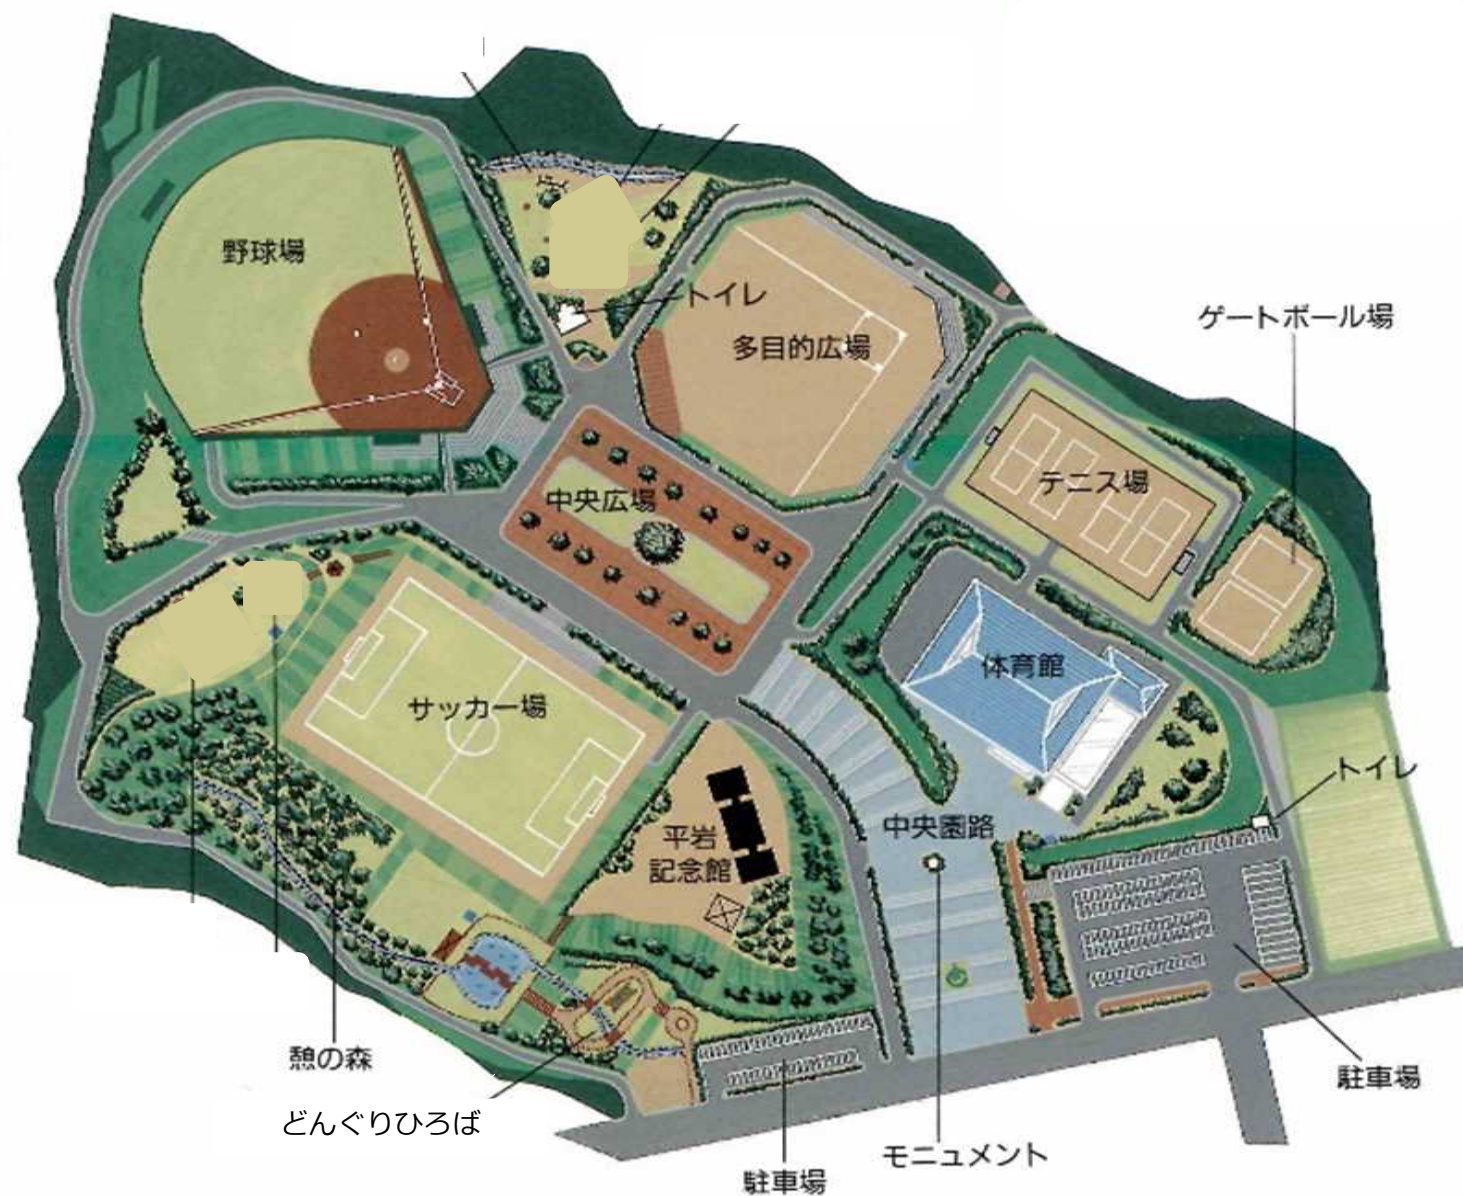 野球場
トイレ
多目的広場
ゲートボール場
テニス場
中央広場
体育館
サッカー場
トイレ
平岩
記念館
中央園路
憩の森
どんぐりひろば
駐車場
モニュメント
駐車場